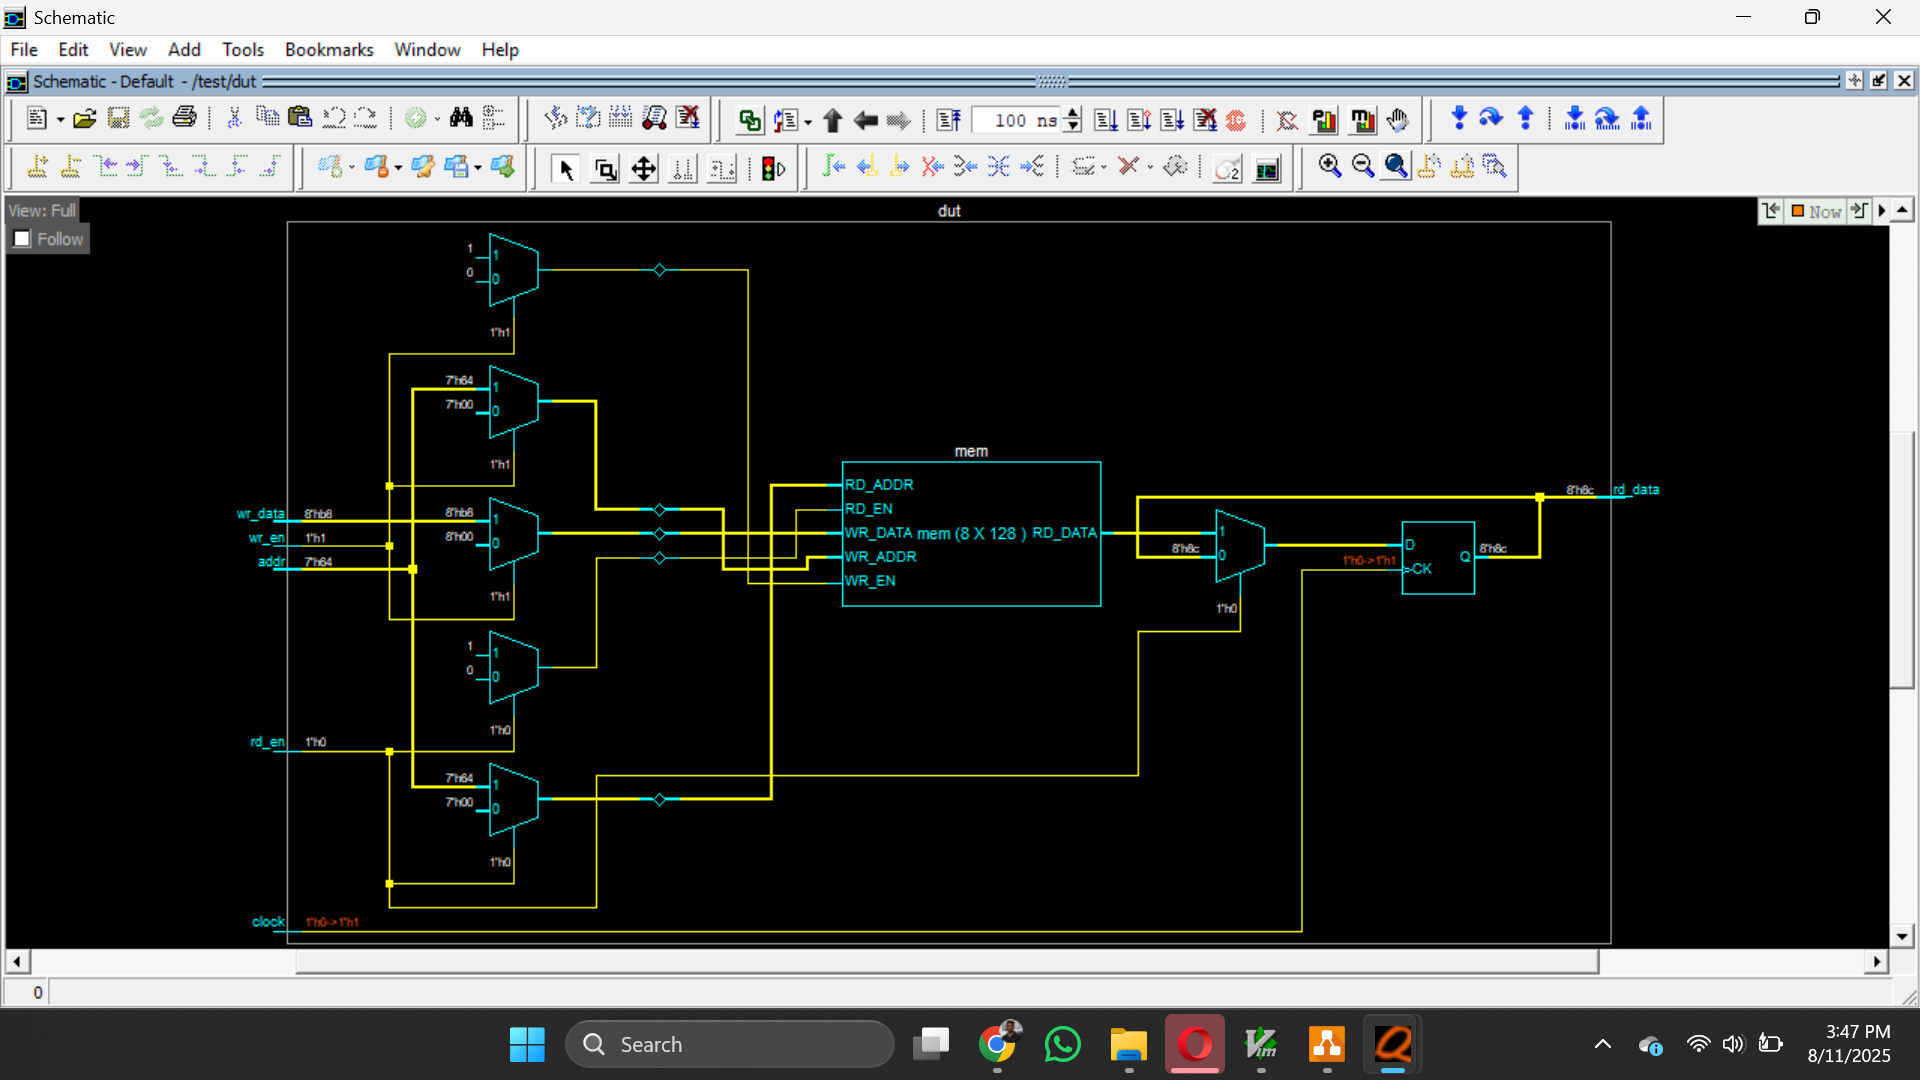 Schematic
File Edit View Add Tools Bookmarks Window Help
Schematic - Default - /test/dut
100 ns
View: Full
Follow
dut
Now
1
0
1
0
1'h1
7'h64
7'h00
1
0
1'h1
mem
RD_ADDR
RD_EN
WR_DATA mem (8 X 128 ) RD_DATA
WR_ADDR
WR_EN
wr_data 8'hb8
wr_en 1'h1
addr 7'h64
8'hb8
8'h00
1
0
1'h1
1
0
8'h8c
1'h0
1'h0->1'h1
D
CK
Q
8'h8c
8'h8c rd_data
1
0
1
0
1'h0
rd_en 1'h0
7'h64
7'h00
1
0
1'h0
clock 1'h0->1'h1
0
Search
Vim
3:47 PM
8/11/2025